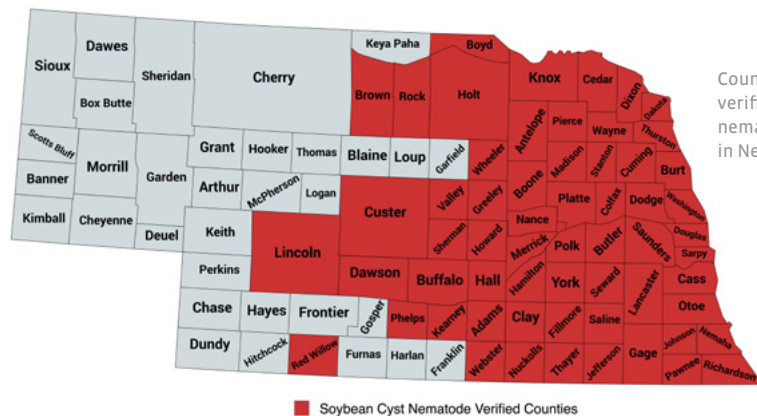 Keya Paha
Boyd
Dawes
Sioux
Sheridan
Cherry
Knox
Cedar
Dixon
Dakota
Box Butte
Brown
Rock
Holt
Antelope
Pierce
Wayne
Thurston
Scotts Bluff
Morrill
Garden
Grant
Hooker
Thomas
Blaine
Loup
Garfield
Wheeler
Madison
Stanton
Cuming
Burt
Banner
Arthur
McPherson
Logan
Custer
Valley
Greeley
Boone
Platte
Colfax
Dodge
Washington
Kimball
Cheyenne
Deuel
Keith
Lincoln
Sherman
Howard
Nance
Merrick
Polk
Butler
Saunders
Douglas
Sarpy
Perkins
Dawson
Buffalo
Hall
Hamilton
York
Seward
Lancaster
Cass
Otoe
Chase
Hayes
Frontier
Gosper
Phelps
Kearney
Adams
Clay
Fillmore
Saline
Johnson
Nemaha
Dundy
Hitchcock
Red Willow
Furnas
Harlan
Franklin
Webster
Nuckolls
Thayer
Jefferson
Gage
Pawnee
Richardson
Coun
verifi
nema
in Ne
Soybean Cyst Nematode Verified Counties